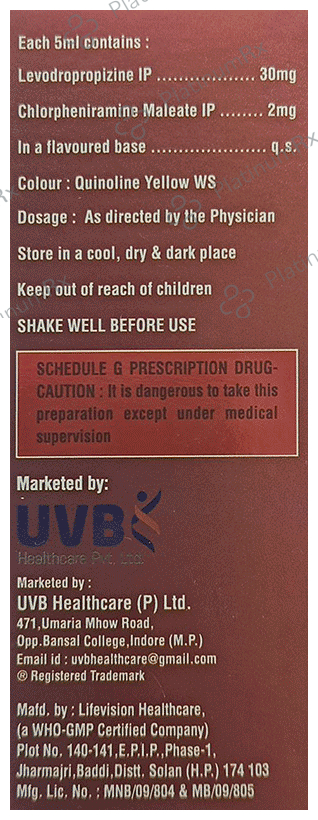 Each 5ml contains :
Levodropropizine IP .................. 30mg
Chlorpheniramine Maleate IP ........ 2mg
In a flavoured base ..................... q.s.
Colour : Quinoline Yellow WS
Dosage : As directed by the Physician
Store in a cool, dry & dark place
Keep out of reach of children
SHAKE WELL BEFORE USE
SCHEDULE G PRESCRIPTION DRUG-
CAUTION : It is dangerous to take this
preparation except under medical
supervision
Marketed by:
UVB
Healthcare Pvt. Ltd.
Marketed by :
UVB Healthcare (P) Ltd.
471,Umaria Mhow Road,
Opp.Bansal College,Indore (M.P.)
Email id : uvbhealthcare@gmail.com
® Registered Trademark
Mafd. by : Lifevision Healthcare,
(a WHO-GMP Certified Company)
Plot No. 140-141,E.P.I.P.,Phase-1,
Jharmajri,Baddi,Distt. Solan (H.P.) 174 103
Mfg. Lic. No. : MNB/09/804 & MB/09/805